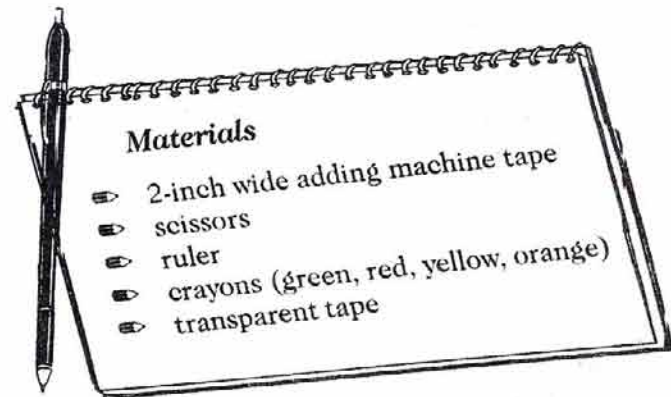 Materials
2-inch wide adding machine tape
scissors
ruler
crayons (green, red, yellow, orange)
transparent tape